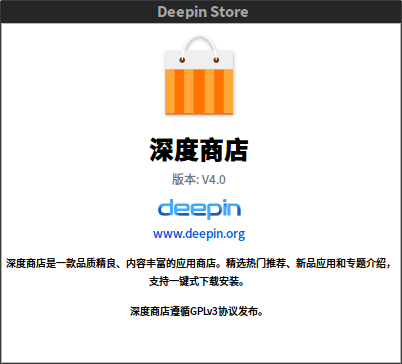 Deepin Store
深度商店
版本: V4.0
deepin
www.deepin.org
深度商店是一款品质精良、内容丰富的应用商店。精选热门推荐、新品应用和专题介绍，
支持一键式下载安装。
深度商店遵循GPLv3协议发布。